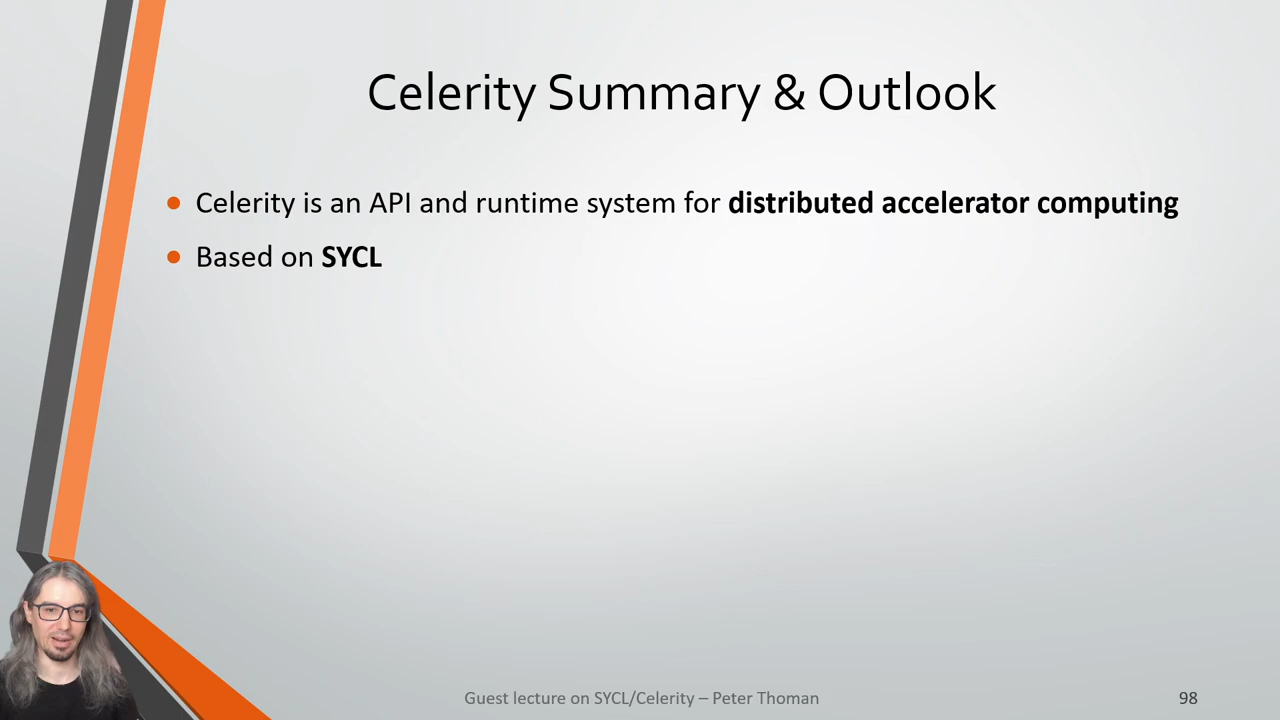 Celerity Summary & Outlook
Celerity is an API and runtime system for distributed accelerator computing
Based on SYCL
Guest lecture on SYCL/Celerity – Peter Thoman
98